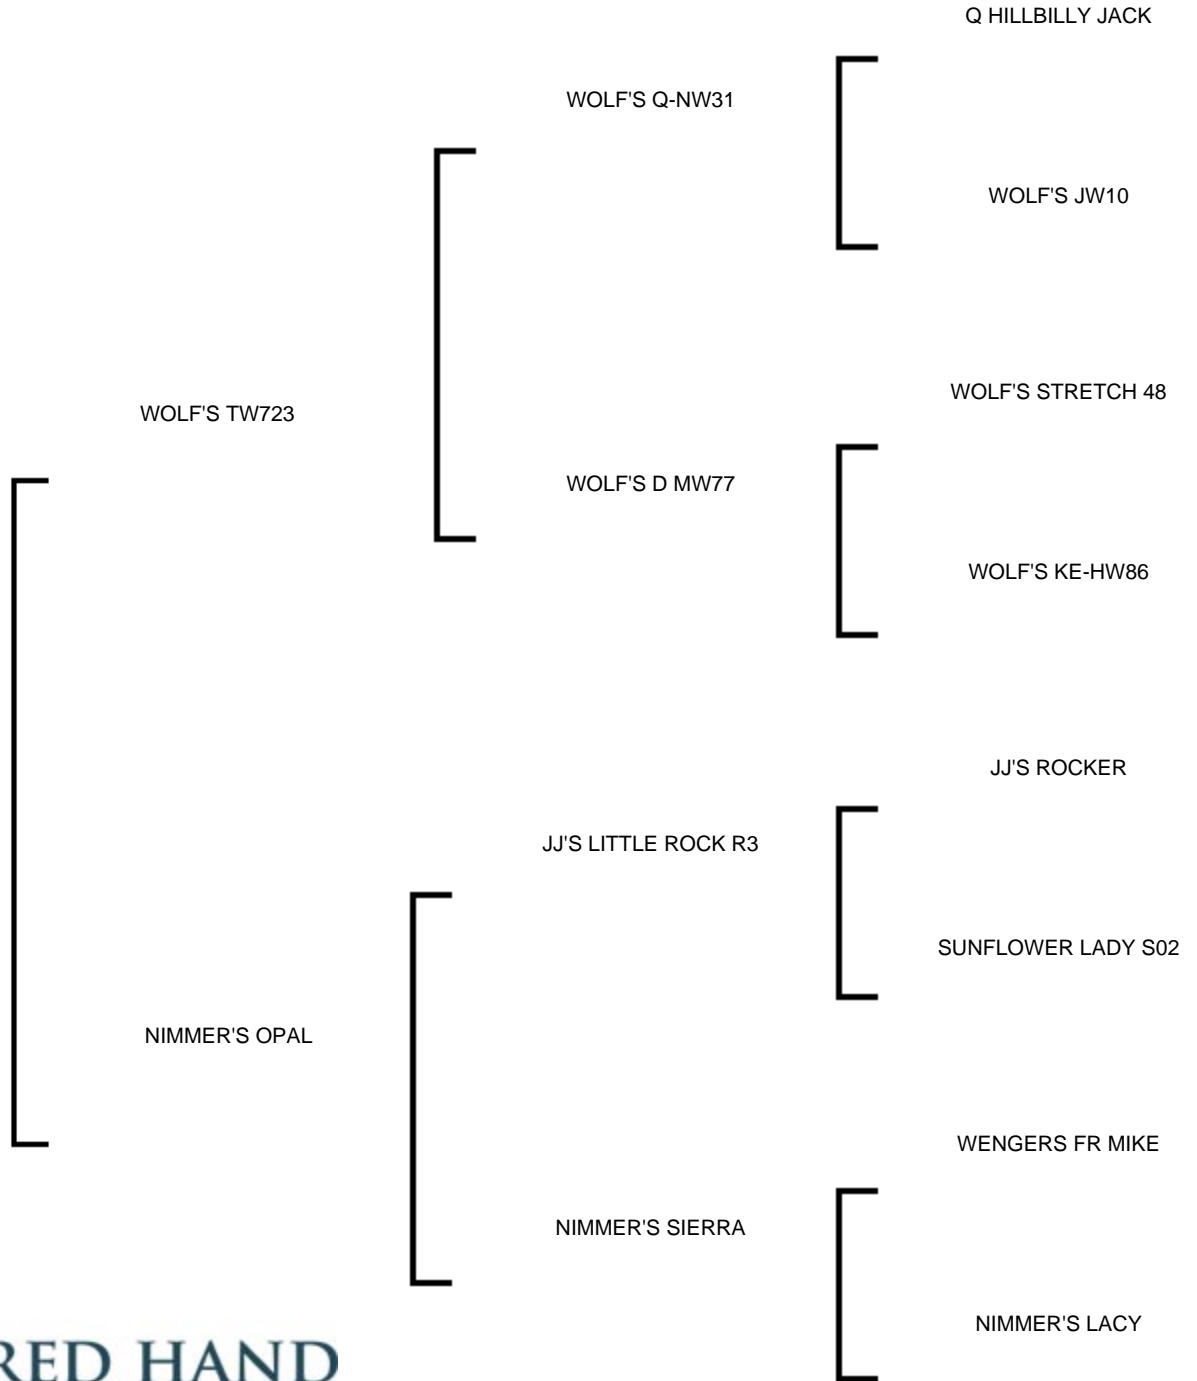 Q HILLBILLY JACK
WOLF'S Q-NW31
WOLF'S JW10
WOLF'S STRETCH 48
WOLF'S TW723
WOLF'S D MW77
WOLF'S KE-HW86
JJ'S ROCKER
JJ'S LITTLE ROCK R3
SUNFLOWER LADY S02
NIMMER'S OPAL
WENGERS FR MIKE
NIMMER'S SIERRA
NIMMER'S LACY
RED HAND